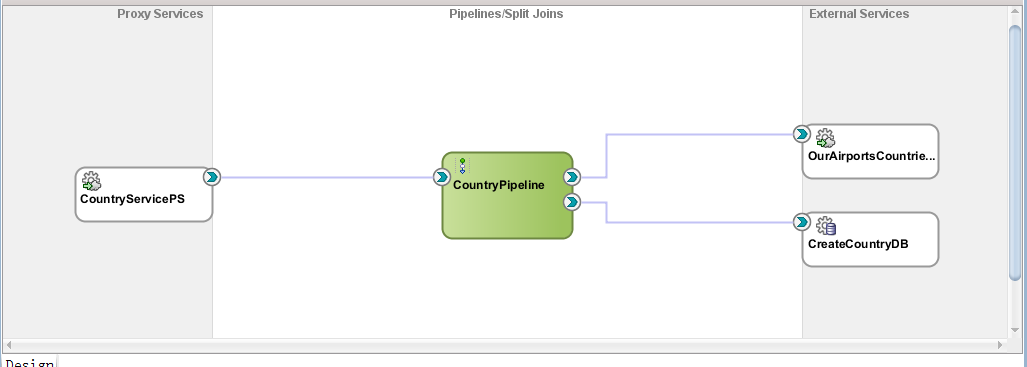 Proxy Services
Pipelines/Split Joins
External Services
OurAirportsCountrie...
CountryPipeline
CountryServicePS
CreateCountryDB
Design